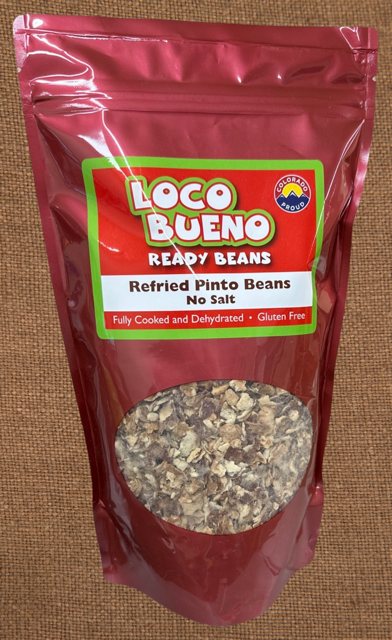 LOCO
BUENO
COLORADO
PROUD
READY BEANS
Refried Pinto Beans
No Salt
Fully Cooked and Dehydrated • Gluten Free